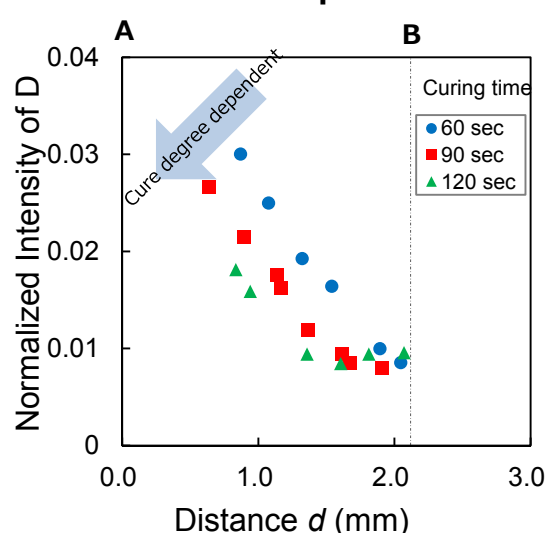 A
B
0.04
0.03
0.02
0.01
0
Normalized Intensity of D
Cure degree dependent
Curing time
60 sec
90 sec
120 sec
0.0
1.0
2.0
3.0
Distance d (mm)